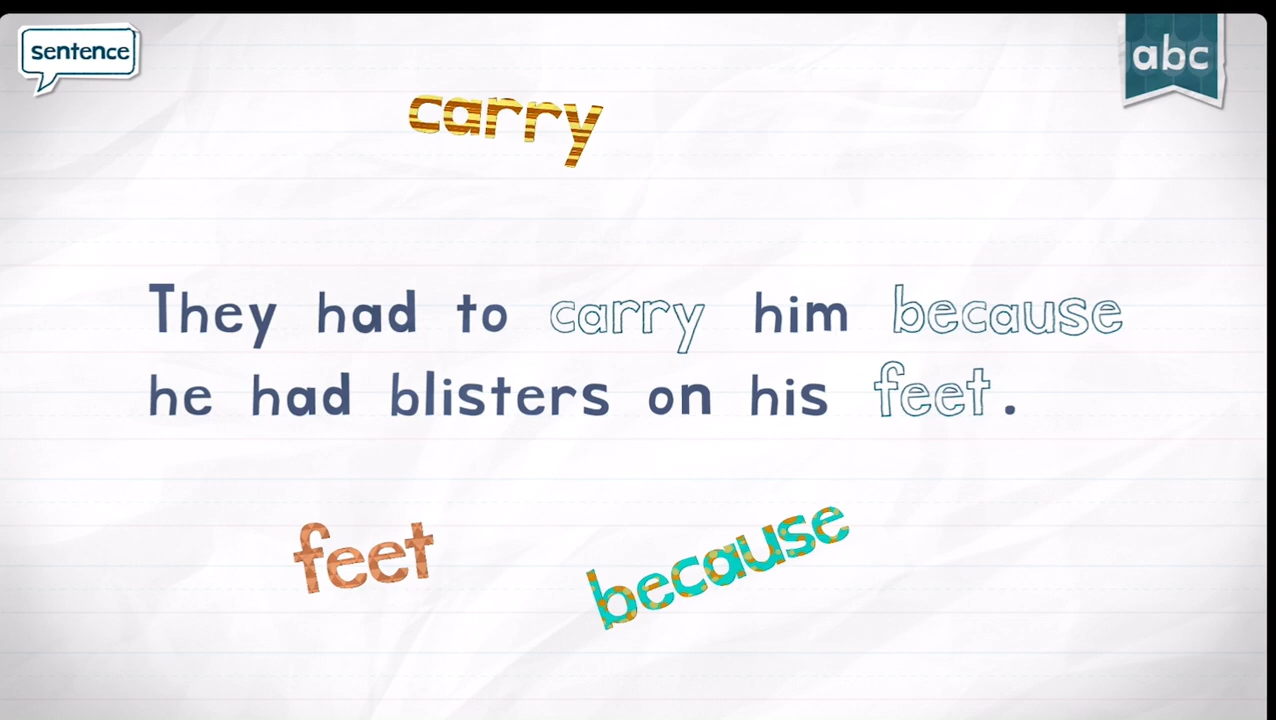 sentence
abc
carry
They had to carry him because
he had blisters on his feet.
feet
because